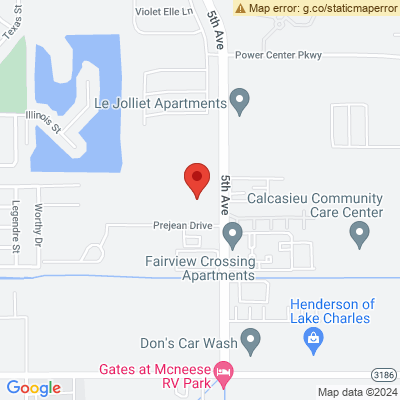 Map error: g.co/staticmaperror
Texas St
Violet Elle Ln
5th Ave
Power Center Pkwy
Le Jolliet Apartments
Illinois St
5th Ave
Calcasieu Community
Care Center
Legendre St
Worthy Dr
Prejean Drive
Fairview Crossing
Apartments
Henderson of
Lake Charles
Don's Car Wash
Gates at Mcneese
RV Park
3186
Google
Map data ©2024